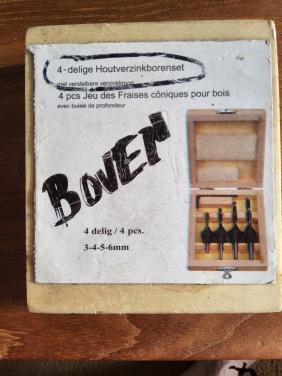 4-delige Houtverzinkborenset
met verstelbare verzinkfrees
4 pcs Jeu des Fraises côniques pour bois
avec butée de profondeur
BOVEN
4 delig / 4 pcs.
3-4-5-6mm